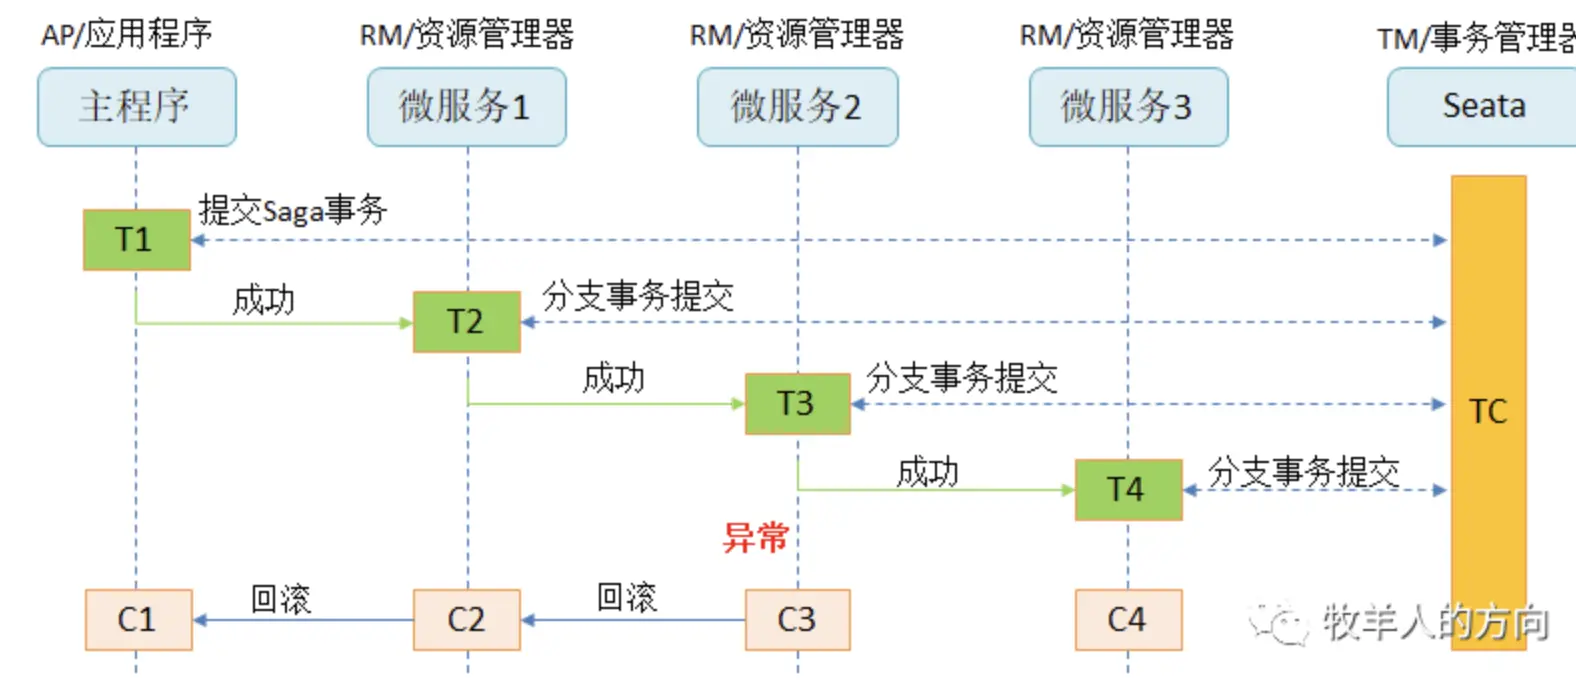 AP/应用程序
RM/资源管理器
RM/资源管理器
RM/资源管理器
TM/事务管理器
主程序
微服务1
微服务2
微服务3
Seata
提交Saga事务
T1
成功
T2
分支事务提交
成功
T3
分支事务提交
TC
成功
T4
分支事务提交
异常
C1
回滚
C2
回滚
C3
C4
牧羊人的方向